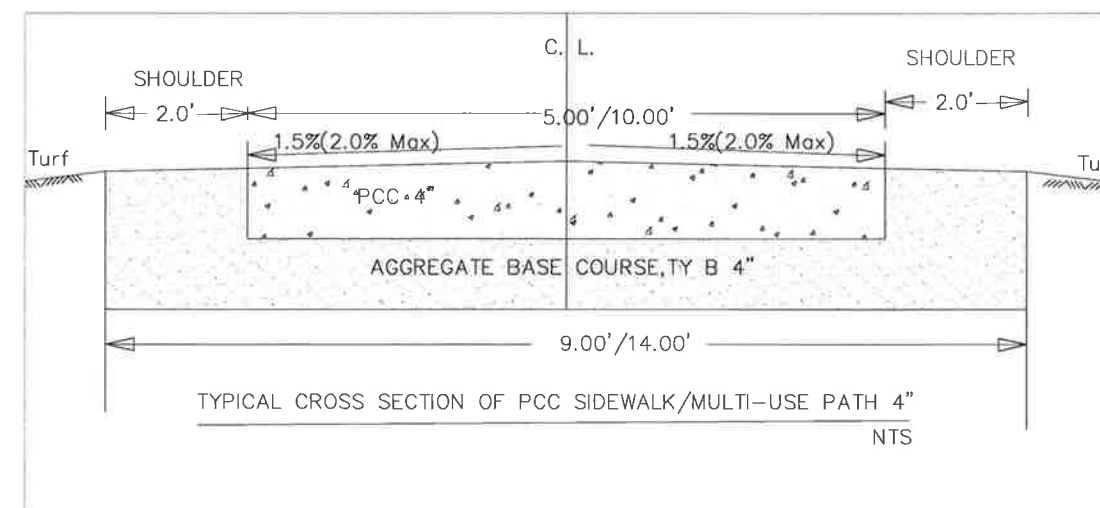 C. L.
SHOULDER
SHOULDER
2.0'
5.00'/10.00'
2.0'
1.5%(2.0% Max)
1.5%(2.0% Max)
Turf
Tu
PCC 4"
AGGREGATE BASE COURSE,TY B 4"
9.00'/14.00'
TYPICAL CROSS SECTION OF PCC SIDEWALK/MULTI-USE PATH 4"
NTS